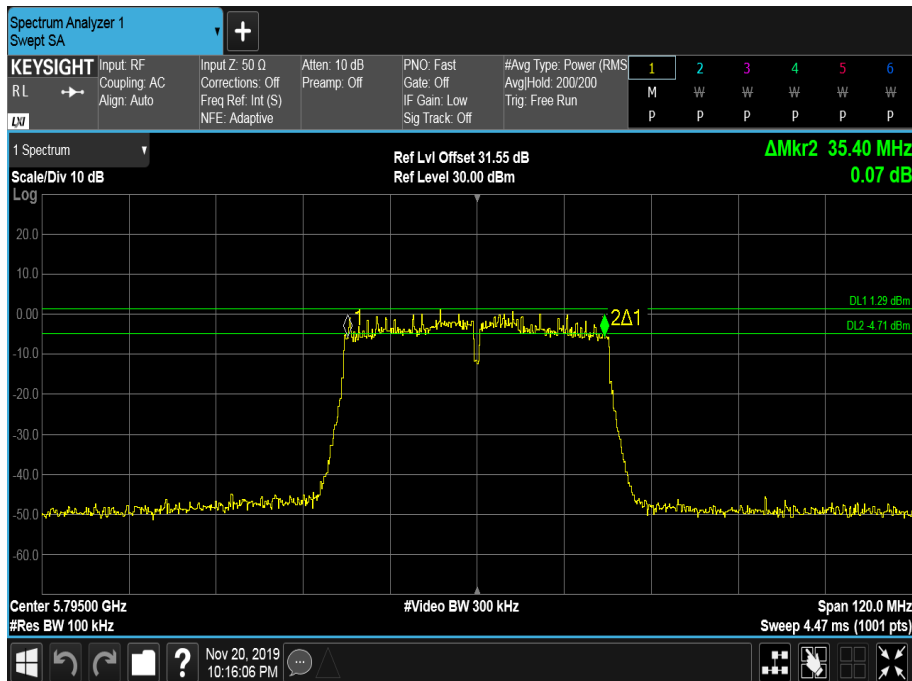 Spectrum Analyzer 1
Swept SA
+
KEYSIGHT
RL
LXI
Input: RF
Coupling: AC
Align: Auto
Input Z: 50 Ω
Corrections: Off
Freq Ref: Int (S)
NFE: Adaptive
Atten: 10 dB
Preamp: Off
PNO: Fast
Gate: Off
IF Gain: Low
Sig Track: Off
#Avg Type: Power (RMS
Avg|Hold: 200/200
Trig: Free Run
1 2 3 4 5 6
M W W W W W
P P P P P P
1 Spectrum
Scale/Div 10 dB
Log
Ref Lvl Offset 31.55 dB
Ref Level 30.00 dBm
ΔMkr2 35.40 MHz
0.07 dB
20.0
10.0
0.00
-10.0
-20.0
-30.0
-40.0
-50.0
-60.0
DL1 1.29 dBm
DL2 -4.71 dBm
1
2Δ1
Center 5.79500 GHz
#Res BW 100 kHz
#Video BW 300 kHz
Span 120.0 MHz
Sweep 4.47 ms (1001 pts)
?
Nov 20, 2019
10:16:06 PM